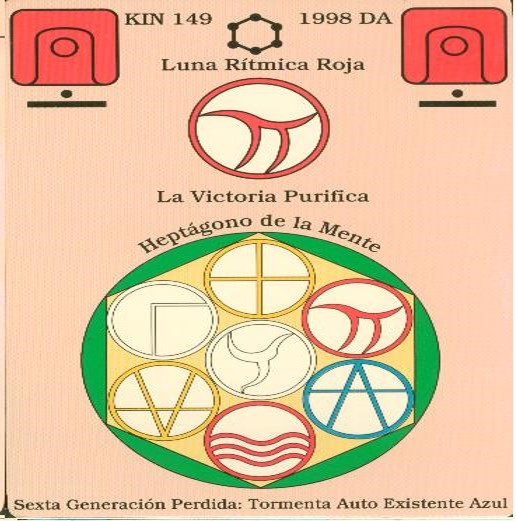 KIN 149
1998 DA
Luna Rítmica Roja
La Victoria Purifica
Heptágono de la Mente
Sexta Generación Perdida: Tormenta Auto Existente Azul